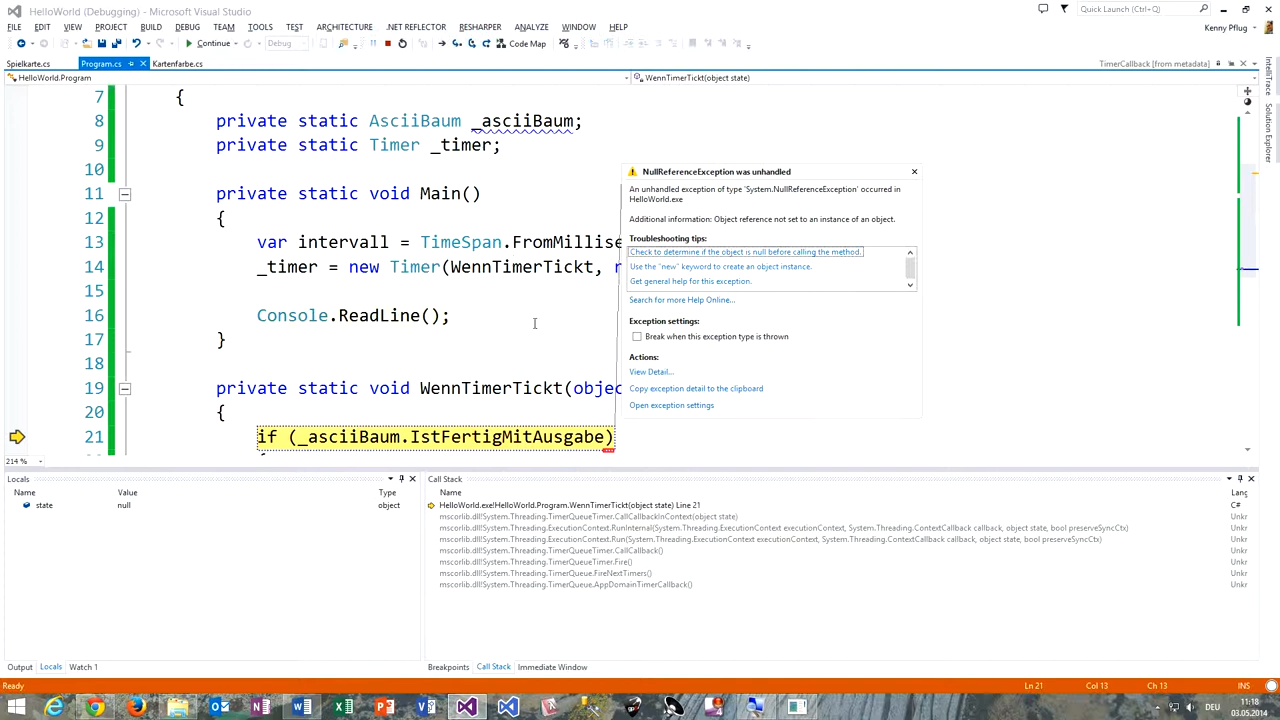 HelloWorld (Debugging) - Microsoft Visual Studio
Quick Launch (Ctrl+Q)
FILE EDIT VIEW PROJECT BUILD DEBUG TEAM TOOLS TEST ARCHITECTURE .NET REFLECTOR RESHARPER ANALYZE WINDOW HELP
Kenny Pflug
Continue Debug Code Map
Spielkarte.cs Program.cs Kartenfarbe.cs
TimerCallback [from metadata]
HelloWorld.Program
WennTimerTickt(object state)
IntelliTrace
Solution Explorer
7 {
8 private static AsciiBaum _asciiBaum;
9 private static Timer _timer;
10
11 private static void Main()
12 {
13 var intervall = TimeSpan.FromMillise
14 _timer = new Timer(WennTimerTickt, n
15
16 Console.ReadLine();
17 }
18
19 private static void WennTimerTickt(objec
20 {
21 if (_asciiBaum.IstFertigMitAusgabe)
NullReferenceException was unhandled
An unhandled exception of type 'System.NullReferenceException' occurred in
HelloWorld.exe
Additional information: Object reference not set to an instance of an object.
Troubleshooting tips:
Check to determine if the object is null before calling the method.
Use the "new" keyword to create an object instance.
Get general help for this exception.
Search for more Help Online...
Exception settings:
Break when this exception type is thrown
Actions:
View Detail...
Copy exception detail to the clipboard
Open exception settings
214 %
Locals
Name Value Type
state null object
Call Stack
Name Lang
HelloWorld.exe!HelloWorld.Program.WennTimerTickt(object state) Line 21 C#
mscorlib.dll!System.Threading.TimerQueueTimer.CallCallbackInContext(object state) Unkr
mscorlib.dll!System.Threading.ExecutionContext.RunInternal(System.Threading.ExecutionContext executionContext, System.Threading.ContextCallback callback, object state, bool preserveSyncCtx) Unkr
mscorlib.dll!System.Threading.ExecutionContext.Run(System.Threading.ExecutionContext executionContext, System.Threading.ContextCallback callback, object state, bool preserveSyncCtx) Unkr
mscorlib.dll!System.Threading.TimerQueueTimer.CallCallback() Unkr
mscorlib.dll!System.Threading.TimerQueueTimer.Fire() Unkr
mscorlib.dll!System.Threading.TimerQueue.FireNextTimers() Unkr
mscorlib.dll!System.Threading.TimerQueue.AppDomainTimerCallback() Unkr
Output Locals Watch 1
Breakpoints Call Stack Immediate Window
Ln 21 Col 13 Ch 13 INS
DEU
11:18
03.05.2014